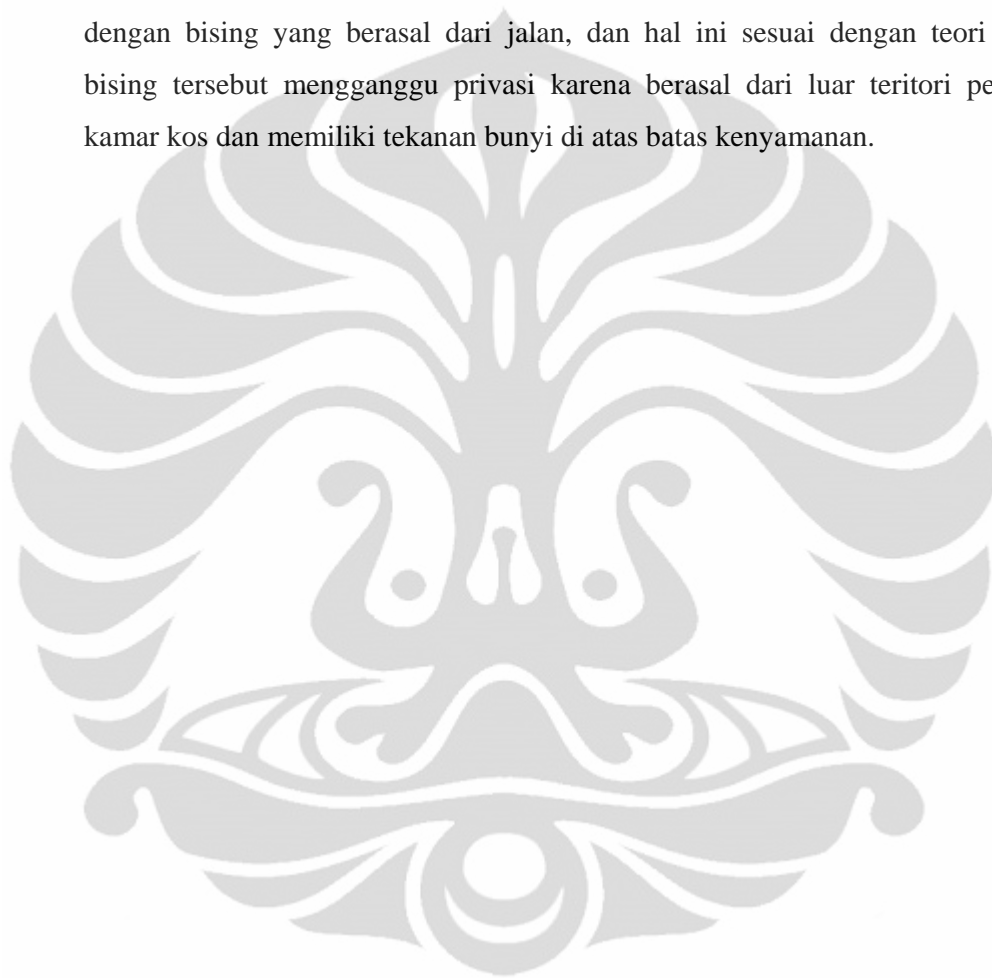 dengan bising yang berasal dari jalan, dan hal ini sesuai dengan teori
bising tersebut mengganggu privasi karena berasal dari luar teritori pe
kamar kos dan memiliki tekanan bunyi di atas batas kenyamanan.